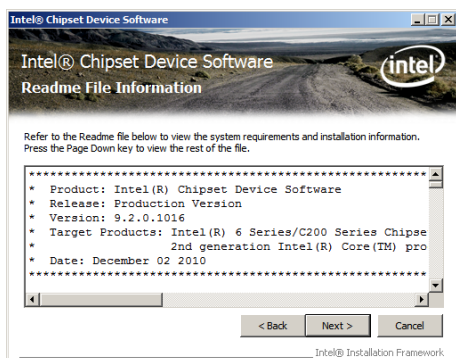 Intel® Chipset Device Software
Intel® Chipset Device Software
(intel)
Readme File Information
Refer to the Readme file below to view the system requirements and installation information.
Press the Page Down key to view the rest of the file.
****************************************************
* Product: Intel(R) Chipset Device Software
* Release: Production Version
* Version: 9.2.0.1016
* Target Products: Intel(R) 6 Series/C200 Series Chipse
* 2nd generation Intel(R) Core(TM) pro
* Date: December 02 2010
****************************************************
< Back Next > Cancel
Intel® Installation Framework